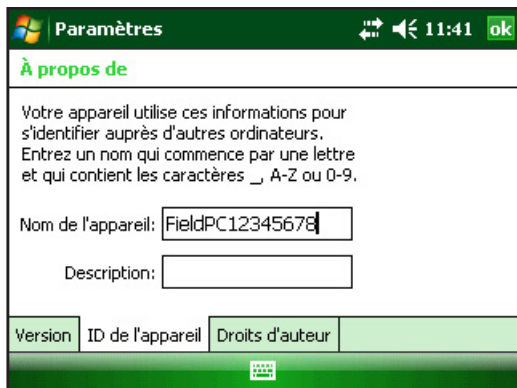 Paramètres 11:41 ok
À propos de
Votre appareil utilise ces informations pour
s'identifier auprès d'autres ordinateurs.
Entrez un nom qui commence par une lettre
et qui contient les caractères _, A-Z ou 0-9.
Nom de l'appareil: FieldPC12345678
Description:
Version ID de l'appareil Droits d'auteur